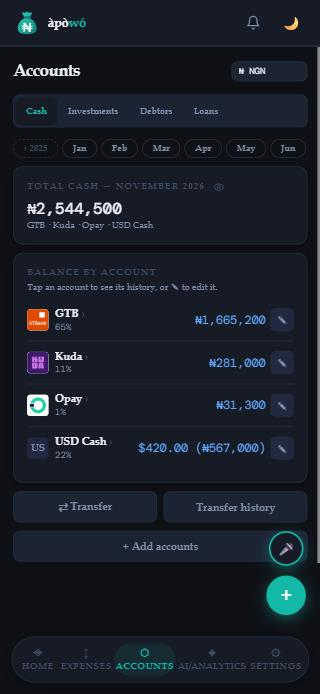 ₦
àpòwó
Accounts
₦ NGN
Cash Investments Debtors Loans
‹ 2025 Jan Feb Mar Apr May Jun
TOTAL CASH — NOVEMBER 2026
₦2,544,500
GTB · Kuda · Opay · USD Cash
BALANCE BY ACCOUNT
Tap an account to see its history, or ✎ to edit it.
GTBank
GTB ›
65%
₦1,665,200
KUDA
Kuda ›
11%
₦281,000
Opay ›
1%
₦31,300
US
USD Cash ›
22%
$420.00 (₦567,000)
⇄ Transfer
Transfer history
+ Add accounts
+
HOME EXPENSES ACCOUNTS AI/ANALYTICS SETTINGS